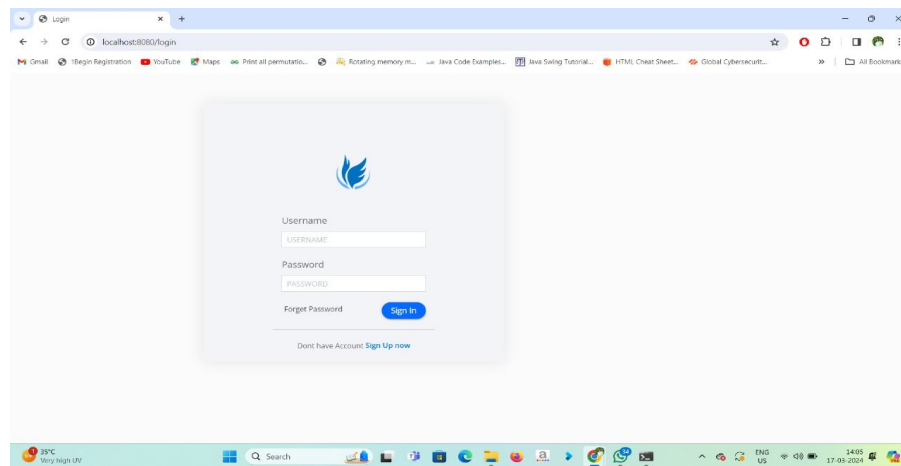 Login
localhost:8080/login
Gmail 1Begin Registration YouTube Maps Print all permutatio... Rotating memory m... Java Code Examples... Java Swing Tutorial... HTML Cheat Sheet... Global Cybersecurit... All Bookmark
Username
USERNAME
Password
PASSWORD
Forget Password Sign In
Dont have Account Sign Up now
35°C
Very high UV
Search
ENG
US
14:05
17-03-2024